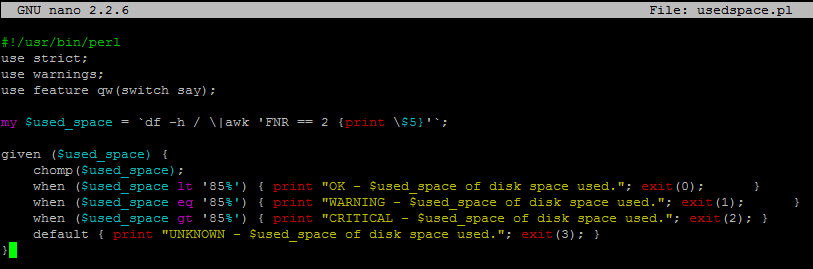 GNU nano 2.2.6 File: usedspace.pl
#!/usr/bin/perl
use strict;
use warnings;
use feature qw(switch say);
my $used_space = `df -h / \|awk 'FNR == 2 {print \$5}'`;
given ($used_space) {
chomp($used_space);
when ($used_space lt '85%') { print "OK - $used_space of disk space used."; exit(0); }
when ($used_space eq '85%') { print "WARNING - $used_space of disk space used."; exit(1); }
when ($used_space gt '85%') { print "CRITICAL - $used_space of disk space used."; exit(2); }
default { print "UNKNOWN - $used_space of disk space used."; exit(3); }
}